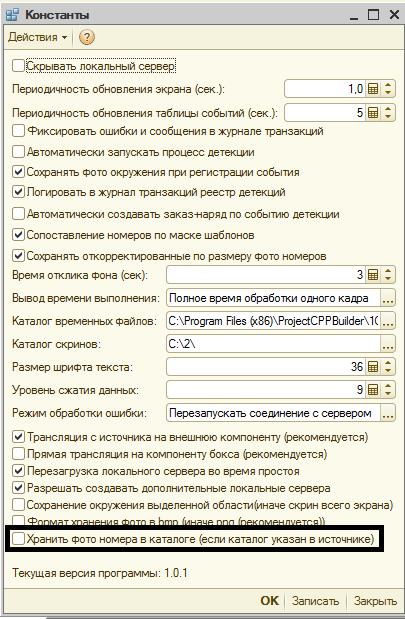 Константы
Действия
Скрывать локальный сервер
Периодичность обновления экрана (сек.): 1,0
Периодичность обновления таблицы событий (сек.): 5
Фиксировать ошибки и сообщения в журнале транзакций
Автоматически запускать процесс детекции
Сохранять фото окружения при регистрации события
Логировать в журнал транзакций реестр детекций
Автоматически создавать заказ-наряд по событию детекции
Сопоставление номеров по маске шаблонов
Сохранять откорректированные по размеру фото номеров
Время отклика фона (сек): 3
Вывод времени выполнения: Полное время обработки одного кадра ...
Каталог временных файлов: C:\Program Files (x86)\ProjectCPPBuilder\1C ...
Каталог скринов: C:\2\ ...
Размер шрифта текста: 36
Уровень сжатия данных: 9
Режим обработки ошибки: Перезапускать соединение с сервером ...
Трансляция с источника на внешнюю компоненту (рекомендуется)
Прямая трансляция на компоненту бокса (рекомендуется)
Перезагрузка локального сервера во время простоя
Разрешать создавать дополнительные локальные сервера
Сохранение окружения выделенной области(иначе скрин всего экрана)
Формат хранения фото в bmp (иначе png (рекомендуется))
Хранить фото номера в каталоге (если каталог указан в источнике)
Текущая версия программы: 1.0.1
OK Записать Закрыть